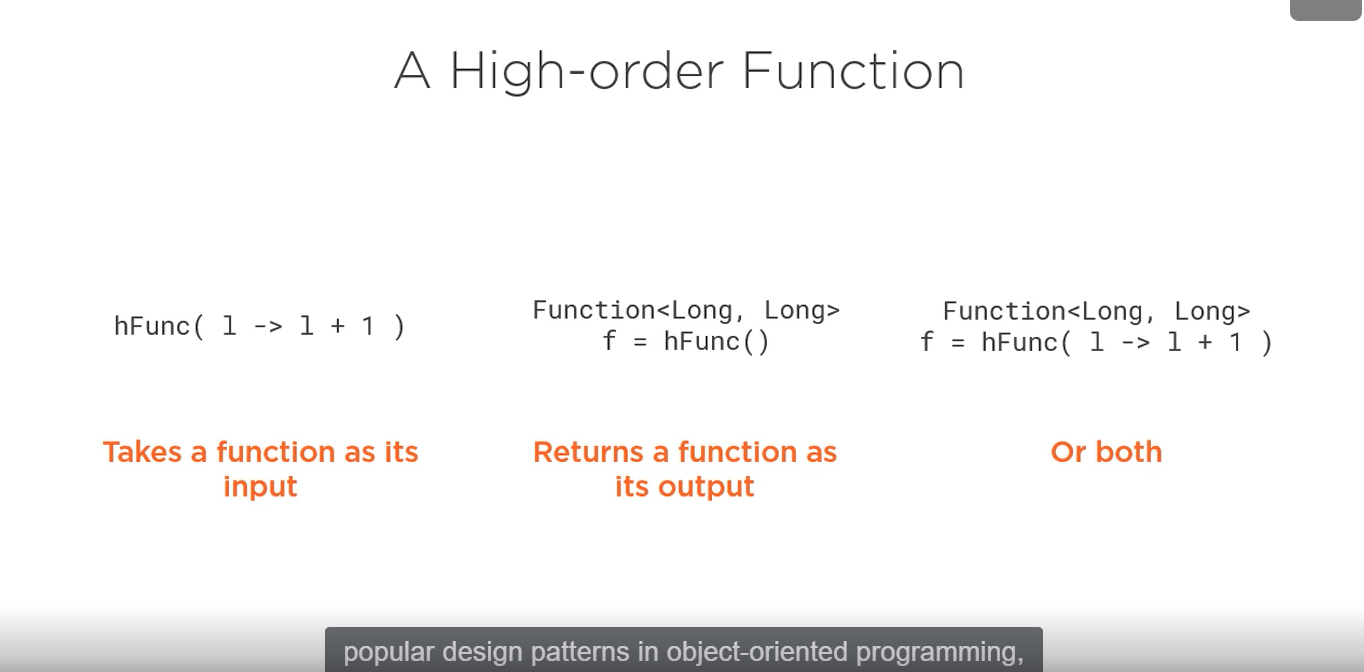 A High-order Function
hFunc( l -> l + 1 )
Takes a function as its
input
Function<Long, Long>
f = hFunc()
Returns a function as
its output
Function<Long, Long>
f = hFunc( l -> l + 1 )
Or both
popular design patterns in object-oriented programming,